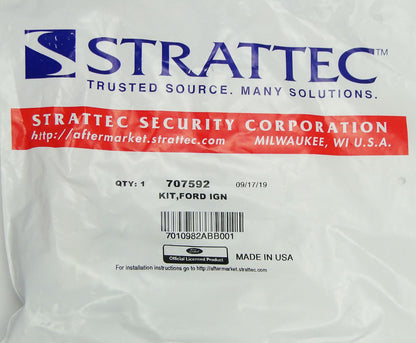 STRATTEC™
TRUSTED SOURCE. MANY SOLUTIONS.
STRATTEC SECURITY CORPORATION
http://aftermarket.strattec.com MILWAUKEE, WI U.S.A.
QTY: 1 707592 09/17/19
KIT,FORD IGN
7010982ABB001
Ford
Official Licensed Product
MADE IN USA
For installation instructions go to http://aftermarket.strattec.com